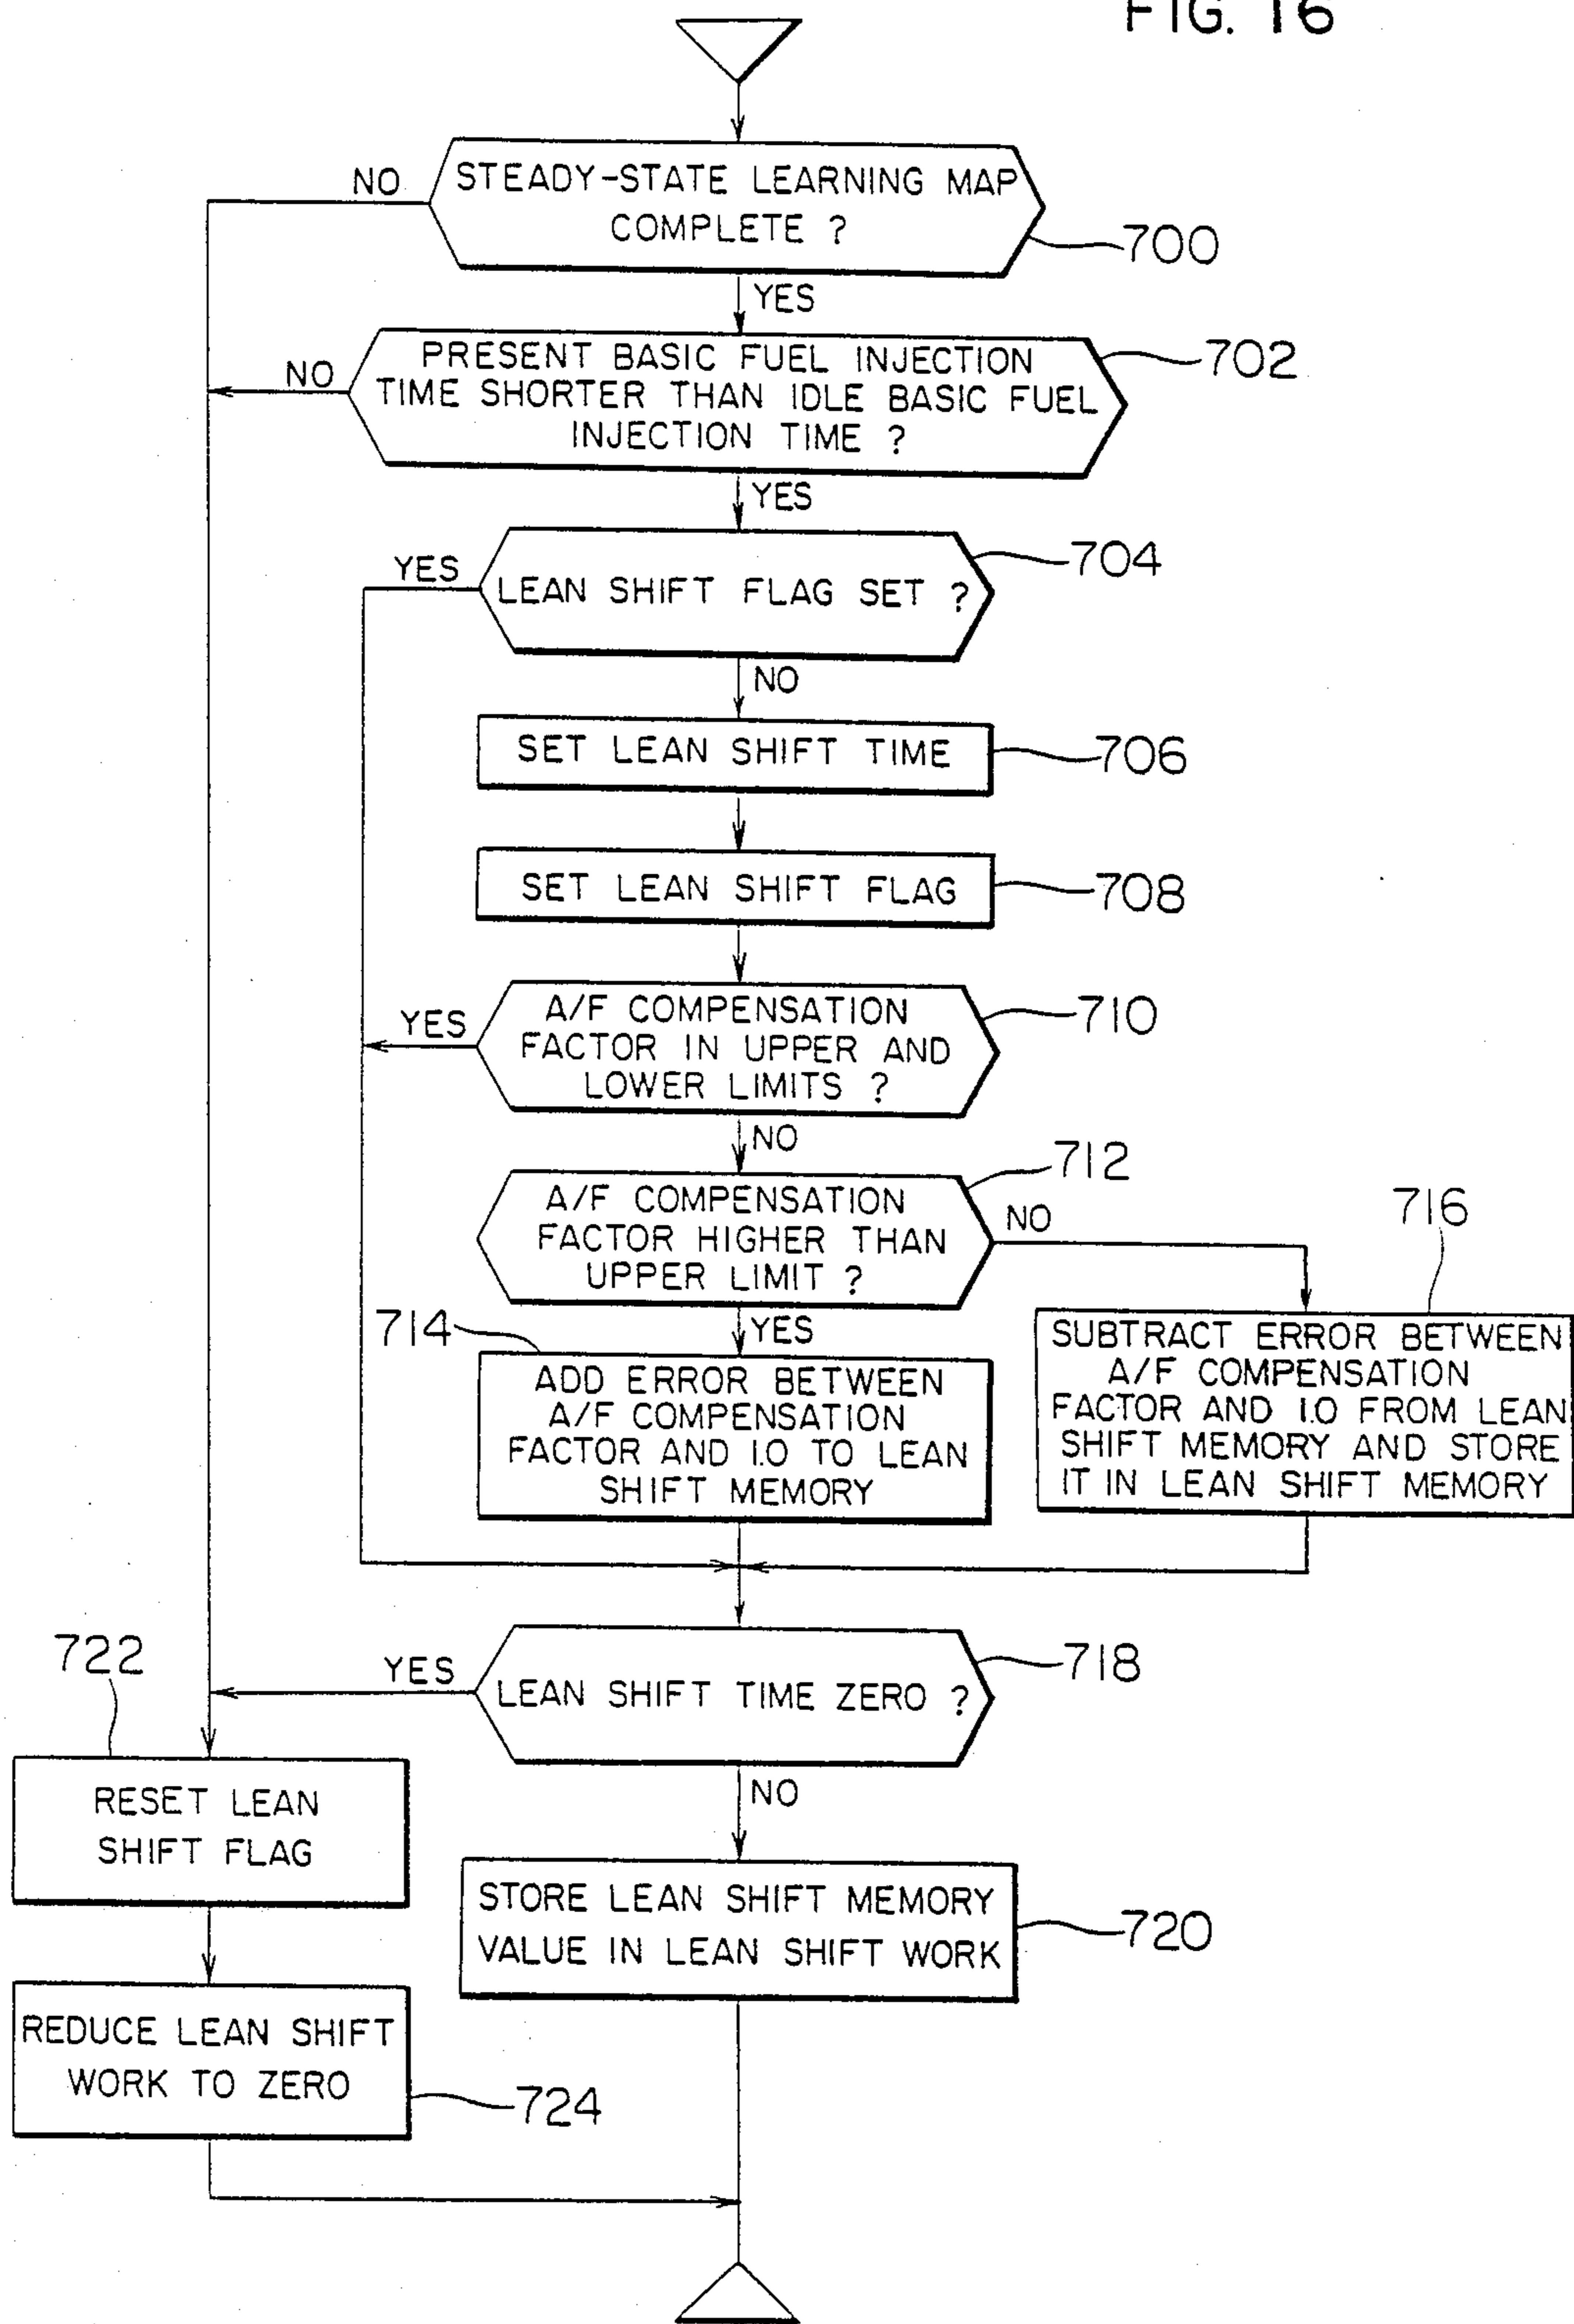 FIG. 16
NO
STEADY-STATE LEARNING MAP
COMPLETE ?
700
YES
NO
PRESENT BASIC FUEL INJECTION
TIME SHORTER THAN IDLE BASIC FUEL
INJECTION TIME ?
702
YES
YES
LEAN SHIFT FLAG SET ?
704
NO
SET LEAN SHIFT TIME
706
SET LEAN SHIFT FLAG
708
YES
A/F COMPENSATION
FACTOR IN UPPER AND
LOWER LIMITS ?
710
NO
A/F COMPENSATION
FACTOR HIGHER THAN
UPPER LIMIT ?
712
NO
716
714
YES
ADD ERROR BETWEEN
A/F COMPENSATION
FACTOR AND 1.0 TO LEAN
SHIFT MEMORY
SUBTRACT ERROR BETWEEN
A/F COMPENSATION
FACTOR AND 1.0 FROM LEAN
SHIFT MEMORY AND STORE
IT IN LEAN SHIFT MEMORY
722
YES
LEAN SHIFT TIME ZERO ?
718
NO
RESET LEAN
SHIFT FLAG
STORE LEAN SHIFT MEMORY
VALUE IN LEAN SHIFT WORK
720
REDUCE LEAN SHIFT
WORK TO ZERO
724